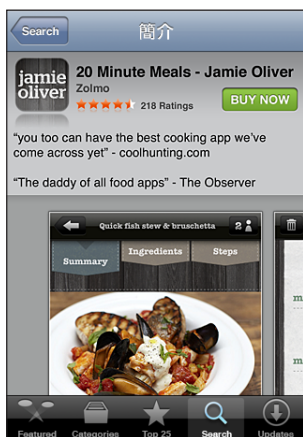 Search
簡介
jamie
oliver
20 Minute Meals - Jamie Oliver
Zolmo
218 Ratings
BUY NOW
“you too can have the best cooking app we’ve
come across yet” - coolhunting.com
“The daddy of all food apps” - The Observer
Quick fish stew & bruschetta
2
Summary
Ingredients
Steps
Featured
Categories
Top 25
Search
Updates